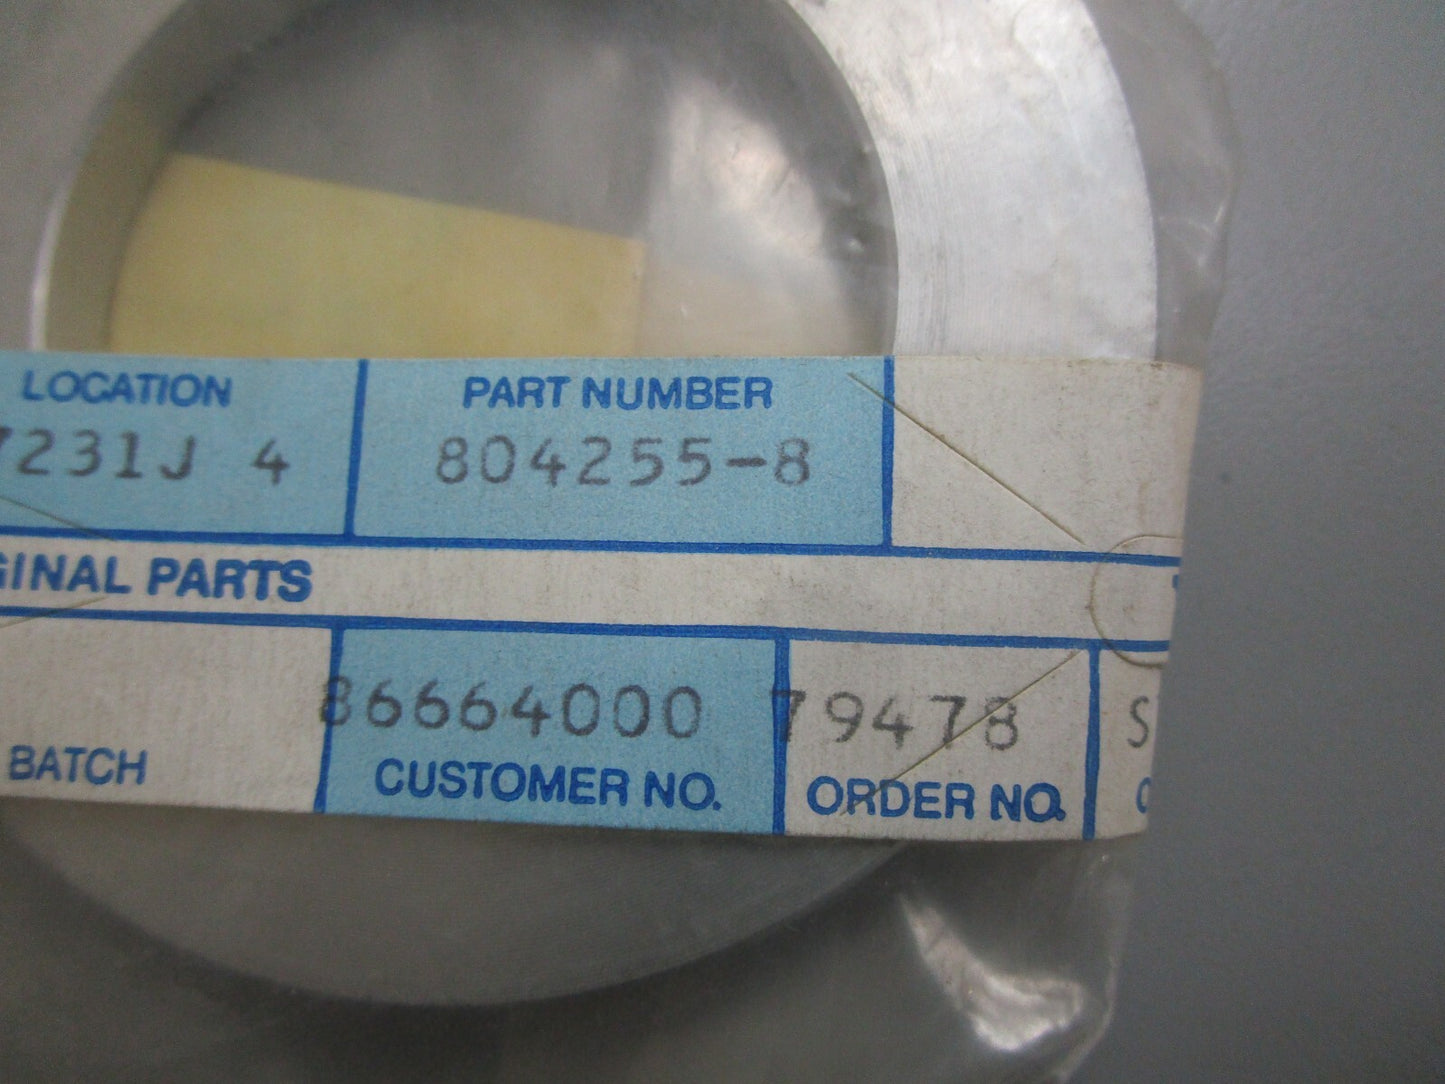 LOCATION PART NUMBER
7231J 4 804255-8
GINAL PARTS
86664000 79478 S
BATCH CUSTOMER NO. ORDER NO.